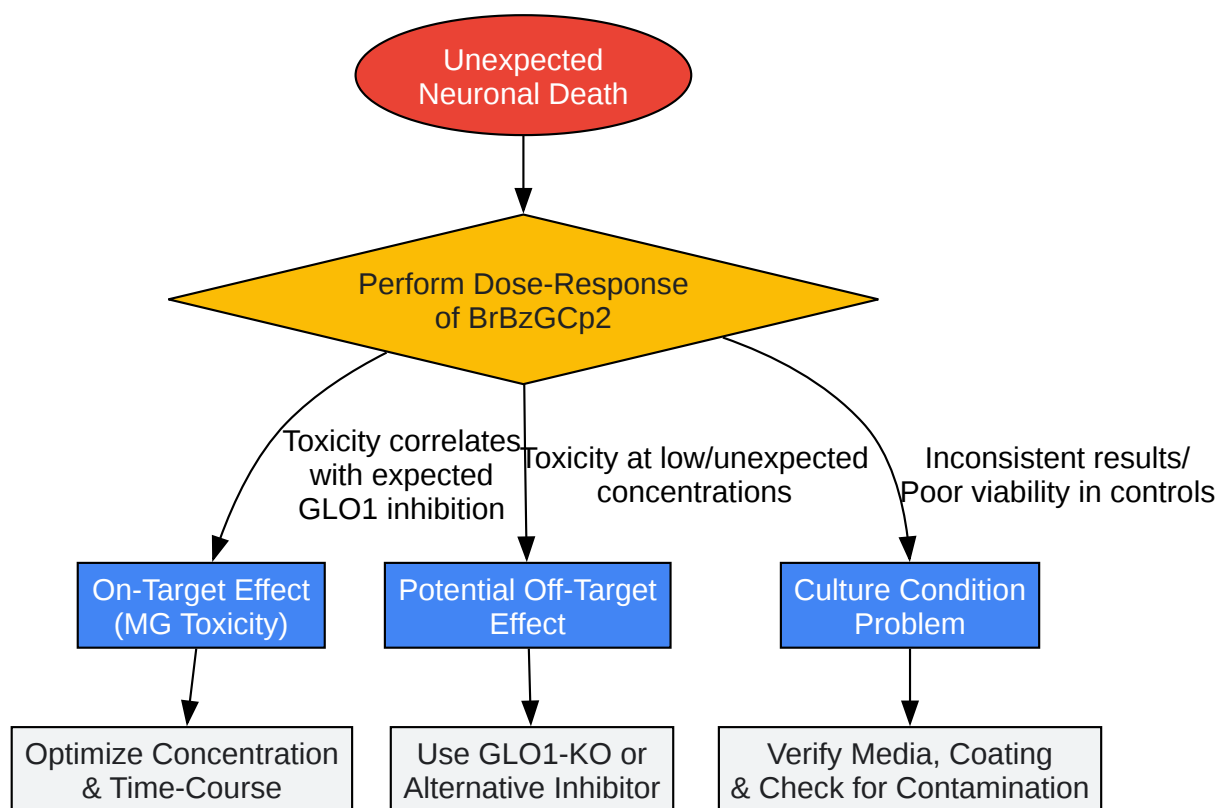 Unexpected
Neuronal Death
Perform Dose-Response
of BrBzGCp2
Toxicity correlates
with expected
GLO1 inhibition
Toxicity at low/unexpected
concentrations
Inconsistent results/
Poor viability in controls
On-Target Effect
(MG Toxicity)
Potential Off-Target
Effect
Culture Condition
Problem
Optimize Concentration
& Time-Course
Use GLO1-KO or
Alternative Inhibitor
Verify Media, Coating
& Check for Contamination